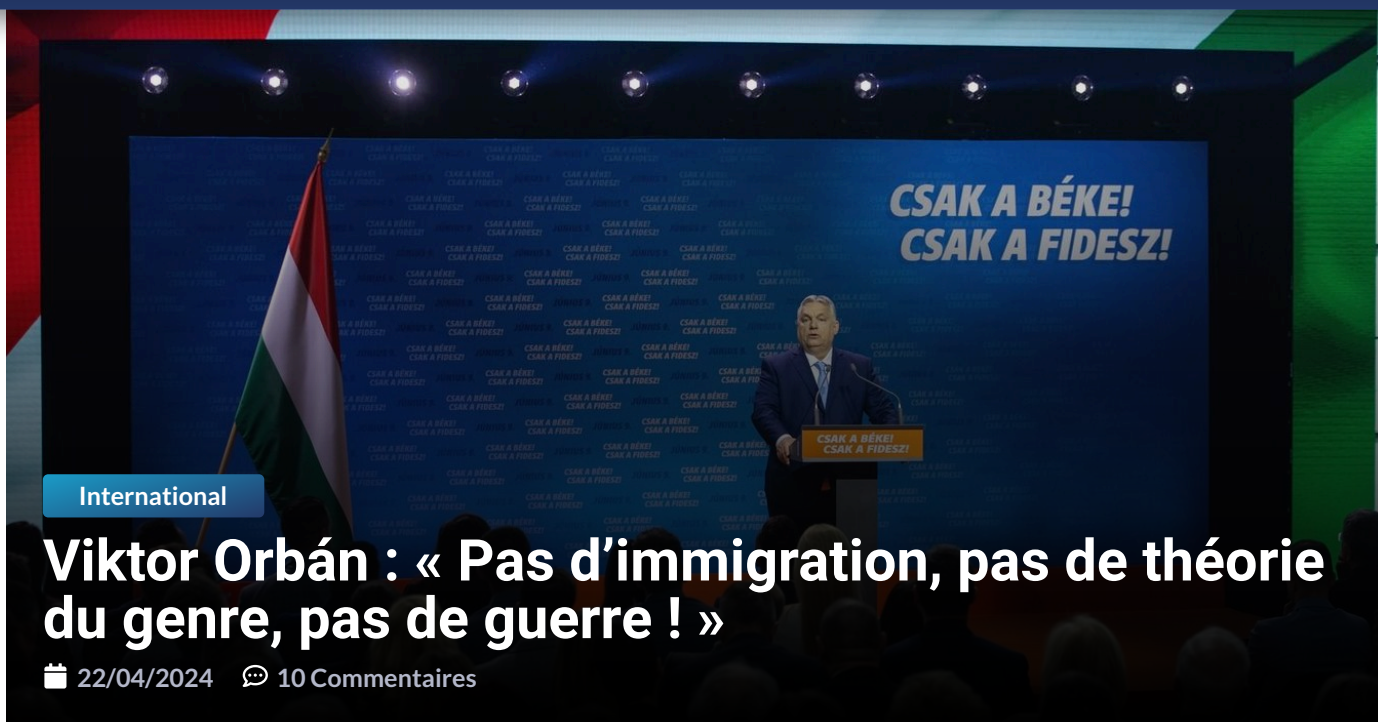 CSAK A BÉKE!
CSAK A FIDESZ!
CSAK A BÉKE!
CSAK A FIDESZ!
International
Viktor Orbán : « Pas d’immigration, pas de théorie
du genre, pas de guerre ! »
22/04/2024 10 Commentaires